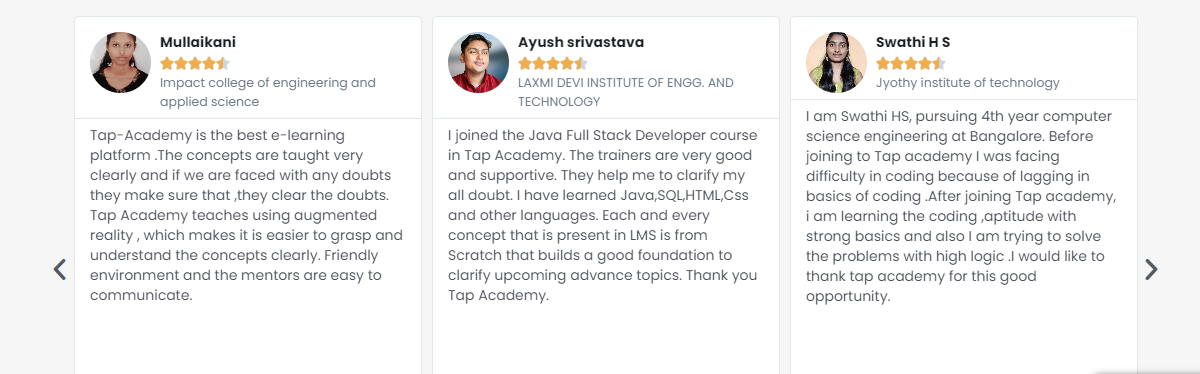 Mullaikani
Impact college of engineering and
applied science
Tap-Academy is the best e-learning
platform .The concepts are taught very
clearly and if we are faced with any doubts
they make sure that ,they clear the doubts.
Tap Academy teaches using augmented
reality , which makes it is easier to grasp and
understand the concepts clearly. Friendly
environment and the mentors are easy to
communicate.
Ayush srivastava
LAXMI DEVI INSTITUTE OF ENGG. AND
TECHNOLOGY
I joined the Java Full Stack Developer course
in Tap Academy. The trainers are very good
and supportive. They help me to clarify my
all doubt. I have learned Java,SQL,HTML,Css
and other languages. Each and every
concept that is present in LMS is from
Scratch that builds a good foundation to
clarify upcoming advance topics. Thank you
Tap Academy.
Swathi H S
Jyothy institute of technology
I am Swathi HS, pursuing 4th year computer
science engineering at Bangalore. Before
joining to Tap academy I was facing
difficulty in coding because of lagging in
basics of coding .After joining Tap academy,
i am learning the coding ,aptitude with
strong basics and also I am trying to solve
the problems with high logic .I would like to
thank tap academy for this good
opportunity.